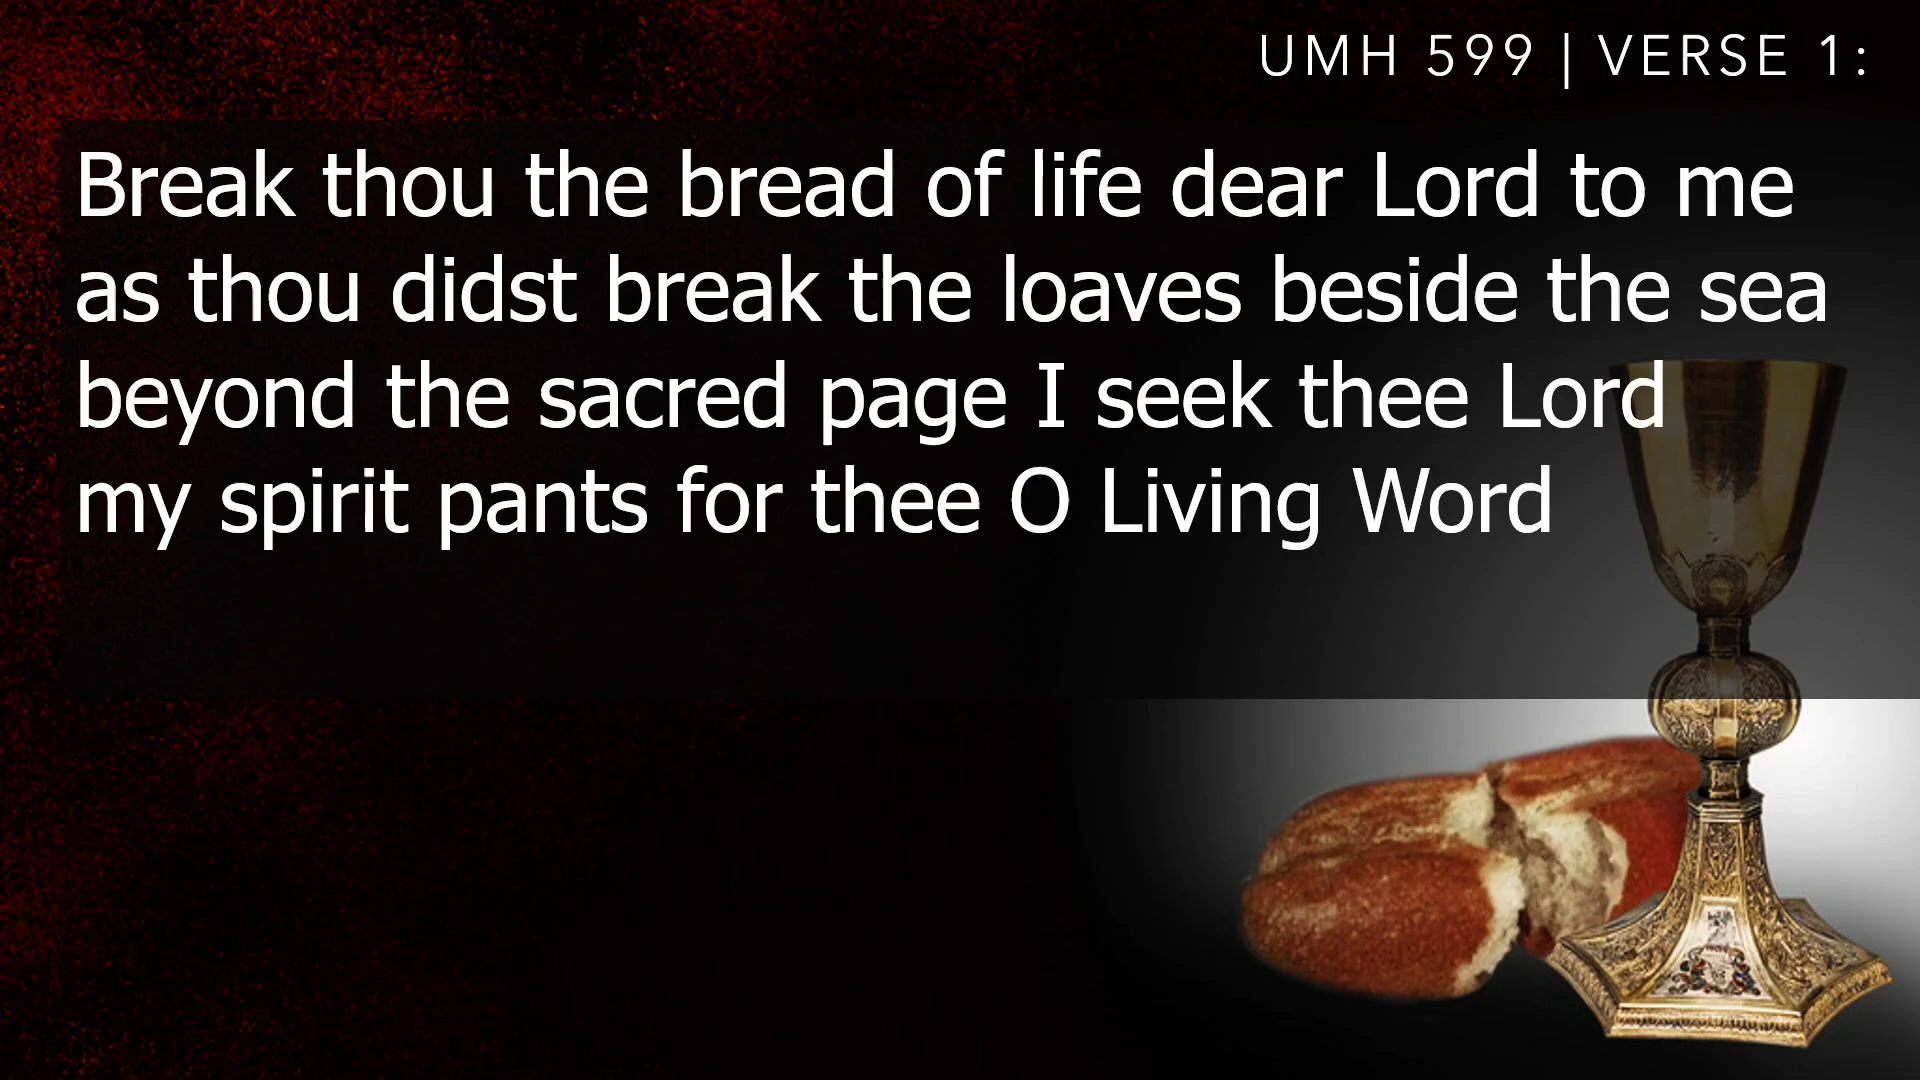 UMH 599 | VERSE 1:
Break thou the bread of life dear Lord to me
as thou didst break the loaves beside the sea
beyond the sacred page I seek thee Lord
my spirit pants for thee O Living Word